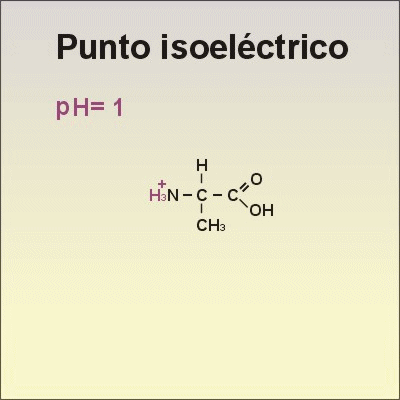 Punto isoeléctrico
pH= 1
H O
+
H₃N – C – C
OH
CH₃